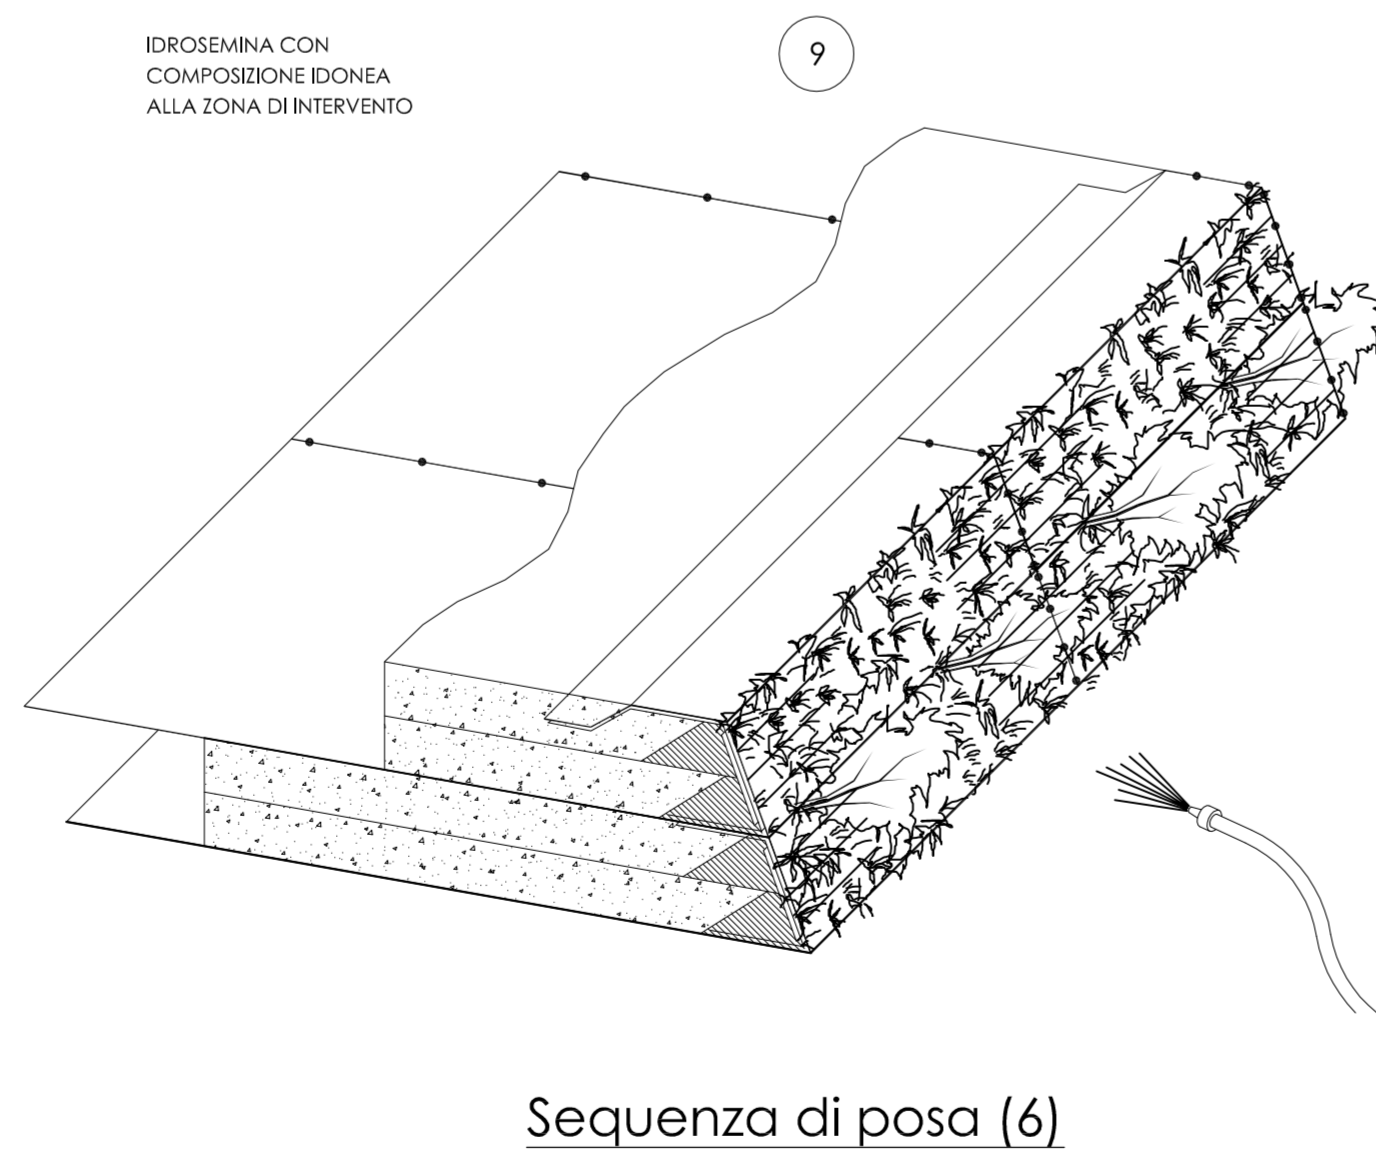 IDROSEMINA CON
COMPOSIZIONE IDONEA
ALLA ZONA DI INTERVENTO
9
Sequenza di posa (6)